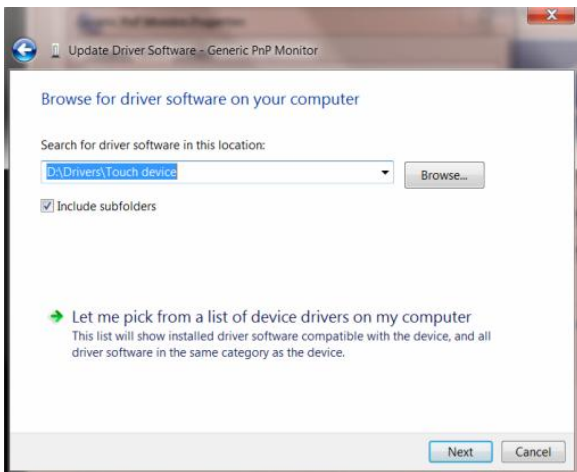 Update Driver Software - Generic PnP Monitor
Browse for driver software on your computer
Search for driver software in this location:
D:\Drivers\Touch device
Browse...
Include subfolders
Let me pick from a list of device drivers on my computer
This list will show installed driver software compatible with the device, and all
driver software in the same category as the device.
Next
Cancel